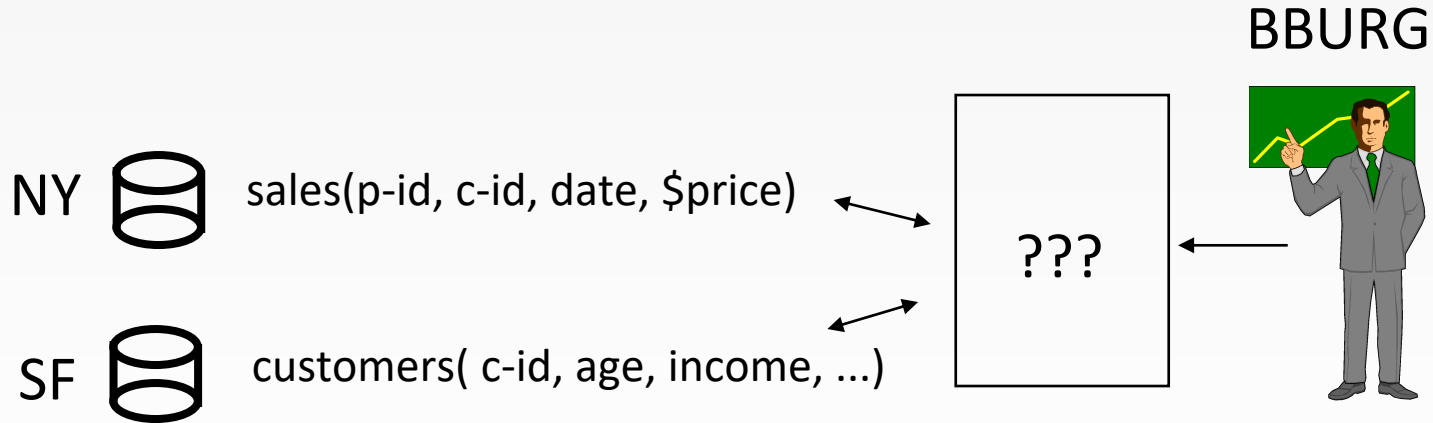 BBURG
NY
sales(p-id, c-id, date, $price)
???
SF
customers( c-id, age, income, ...)